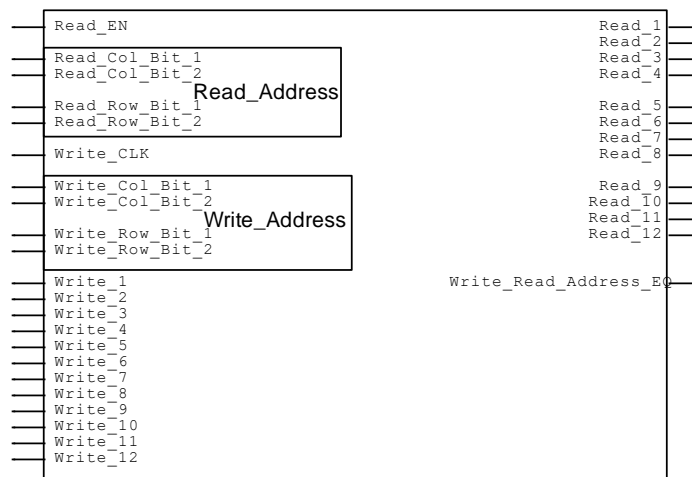 Read_EN
Read_Col_Bit_1
Read_Col_Bit_2
Read_Address
Read_Row_Bit_1
Read_Row_Bit_2
Write_CLK
Write_Col_Bit_1
Write_Col_Bit_2
Write_Address
Write_Row_Bit_1
Write_Row_Bit_2
Write_1
Write_2
Write_3
Write_4
Write_5
Write_6
Write_7
Write_8
Write_9
Write_10
Write_11
Write_12
Read_1
Read_2
Read_3
Read_4
Read_5
Read_6
Read_7
Read_8
Read_9
Read_10
Read_11
Read_12
Write_Read_Address_EQ